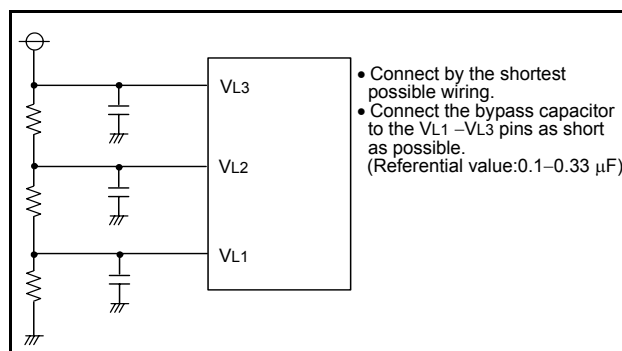 VL3
• Connect by the shortest
possible wiring.
• Connect the bypass capacitor
to the VL1 –VL3 pins as short
as possible.
(Referential value:0.1–0.33 μF)
VL2
VL1